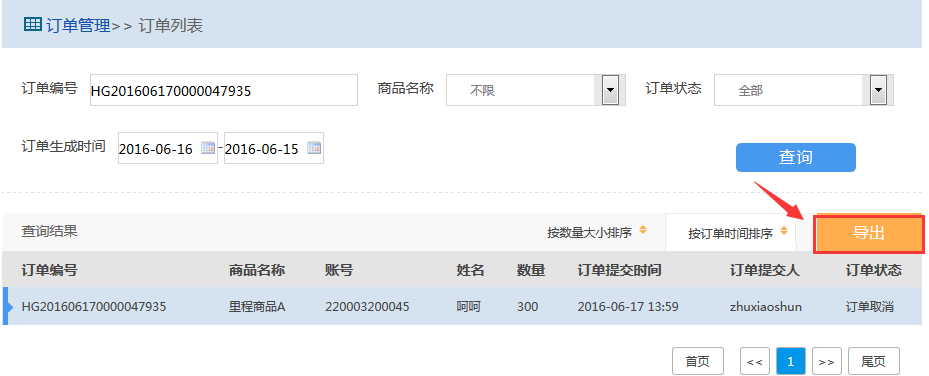 订单管理>> 订单列表
订单编号 HG201606170000047935 商品名称 不限 订单状态 全部
订单生成时间 2016-06-16 - 2016-06-15 查询
查询结果 按数量大小排序 按订单时间排序 导出
订单编号 商品名称 账号 姓名 数量 订单提交时间 订单提交人 订单状态
HG201606170000047935 里程商品A 220003200045 呵呵 300 2016-06-17 13:59 zhuxiaoshun 订单取消
首页 << 1 >> 尾页